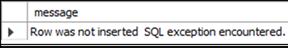 message
Row was not inserted  SQL exception encountered.